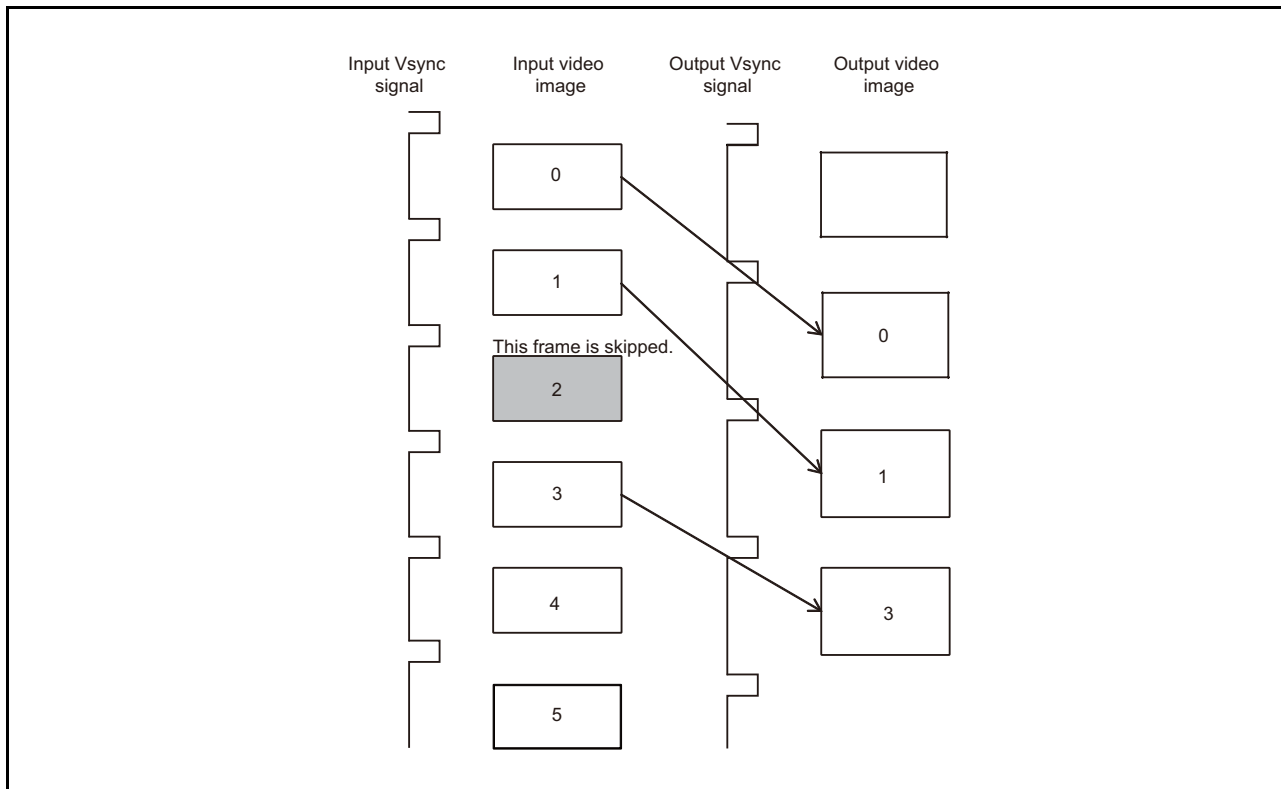 Input Vsync
signal
Input video
image
Output Vsync
signal
Output video
image
0
1
This frame is skipped.
2
3
4
5
0
1
3